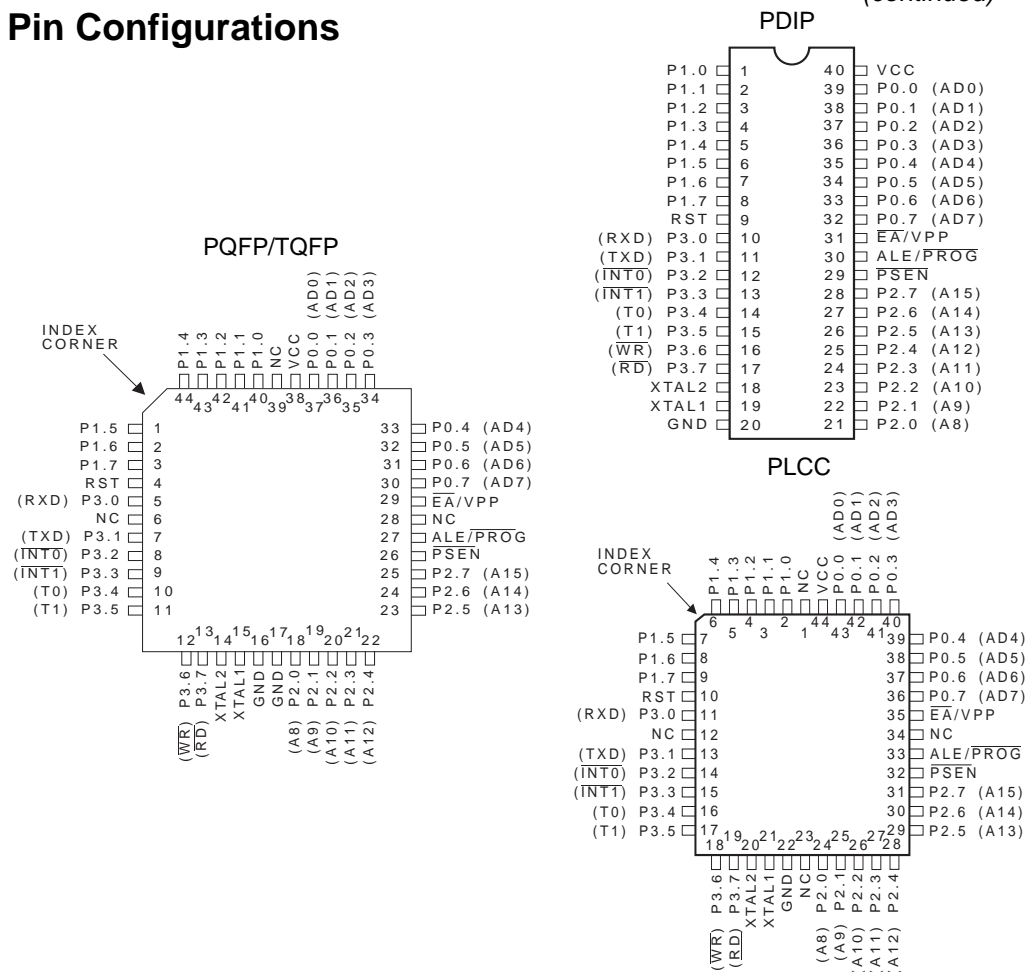 (continued)
Pin Configurations
PDIP
P1.0 1 40 VCC
P1.1 2 39 P0.0 (AD0)
P1.2 3 38 P0.1 (AD1)
P1.3 4 37 P0.2 (AD2)
P1.4 5 36 P0.3 (AD3)
P1.5 6 35 P0.4 (AD4)
P1.6 7 34 P0.5 (AD5)
P1.7 8 33 P0.6 (AD6)
RST 9 32 P0.7 (AD7)
(RXD) P3.0 10 31 EA/VPP
(TXD) P3.1 11 30 ALE/PROG
(INT0) P3.2 12 29 PSEN
(INT1) P3.3 13 28 P2.7 (A15)
(T0) P3.4 14 27 P2.6 (A14)
(T1) P3.5 15 26 P2.5 (A13)
(WR) P3.6 16 25 P2.4 (A12)
(RD) P3.7 17 24 P2.3 (A11)
XTAL2 18 23 P2.2 (A10)
XTAL1 19 22 P2.1 (A9)
GND 20 21 P2.0 (A8)
PQFP/TQFP
INDEX
CORNER
P1.4 P1.3 P1.2 P1.1 P1.0 NC VCC P0.0 (AD0) P0.1 (AD1) P0.2 (AD2) P0.3 (AD3)
44 43 42 41 40 39 38 37 36 35 34
P1.5 1 33 P0.4 (AD4)
P1.6 2 32 P0.5 (AD5)
P1.7 3 31 P0.6 (AD6)
RST 4 30 P0.7 (AD7)
(RXD) P3.0 5 29 EA/VPP
NC 6 28 NC
(TXD) P3.1 7 27 ALE/PROG
(INT0) P3.2 8 26 PSEN
(INT1) P3.3 9 25 P2.7 (A15)
(T0) P3.4 10 24 P2.6 (A14)
(T1) P3.5 11 23 P2.5 (A13)
12 13 14 15 16 17 18 19 20 21 22
(WR) P3.6 (RD) P3.7 XTAL2 XTAL1 GND GND (A8) P2.0 (A9) P2.1 (A10) P2.2 (A11) P2.3 (A12) P2.4
PLCC
INDEX
CORNER
P1.4 P1.3 P1.2 P1.1 P1.0 NC VCC P0.0 (AD0) P0.1 (AD1) P0.2 (AD2) P0.3 (AD3)
6 5 4 3 2 1 44 43 42 41 40
P1.5 7 39 P0.4 (AD4)
P1.6 8 38 P0.5 (AD5)
P1.7 9 37 P0.6 (AD6)
RST 10 36 P0.7 (AD7)
(RXD) P3.0 11 35 EA/VPP
NC 12 34 NC
(TXD) P3.1 13 33 ALE/PROG
(INT0) P3.2 14 32 PSEN
(INT1) P3.3 15 31 P2.7 (A15)
(T0) P3.4 16 30 P2.6 (A14)
(T1) P3.5 17 29 P2.5 (A13)
18 19 20 21 22 23 24 25 26 27 28
(WR) P3.6 (RD) P3.7 XTAL2 XTAL1 GND NC (A8) P2.0 (A9) P2.1 A10) P2.2 A11) P2.3 A12) P2.4